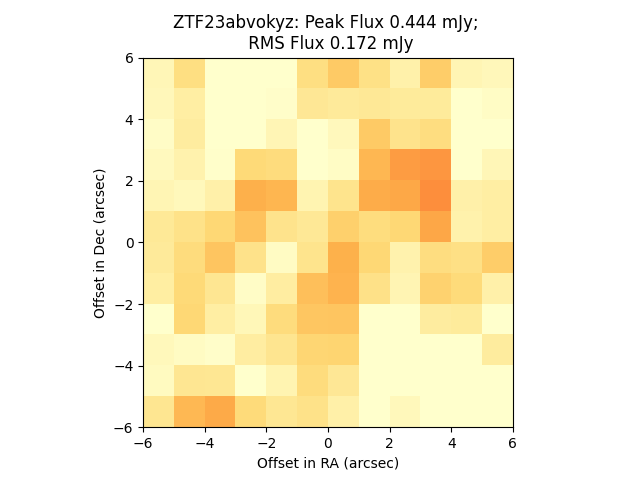 ZTF23abvokyz: Peak Flux 0.444 mJy;
RMS Flux 0.172 mJy
6
4
2
0
−2
−4
−6
Offset in Dec (arcsec)
−6 −4 −2 0 2 4 6
Offset in RA (arcsec)